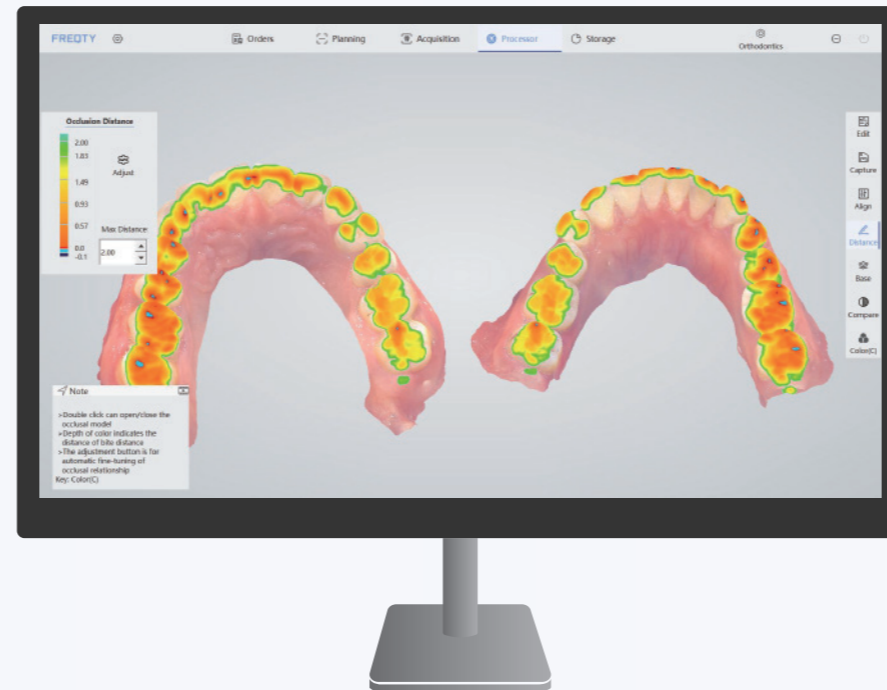 FREQTY
Orders
Planning
Acquisition
Processor
Storage
Orthodontics
Occlusion Distance
2.00
1.83
1.49
0.93
0.57
0.0
-0.1
Adjust
Max Distance
2.00
Edit
Capture
Align
Distance
Base
Compare
Color(C)
Note
>Double click can open/close the
occlusal model
>Depth of color indicates the
distance of bite distance
>The adjustment button is for
automatic fine-tuning of
occlusal relationship
Key: Color(C)